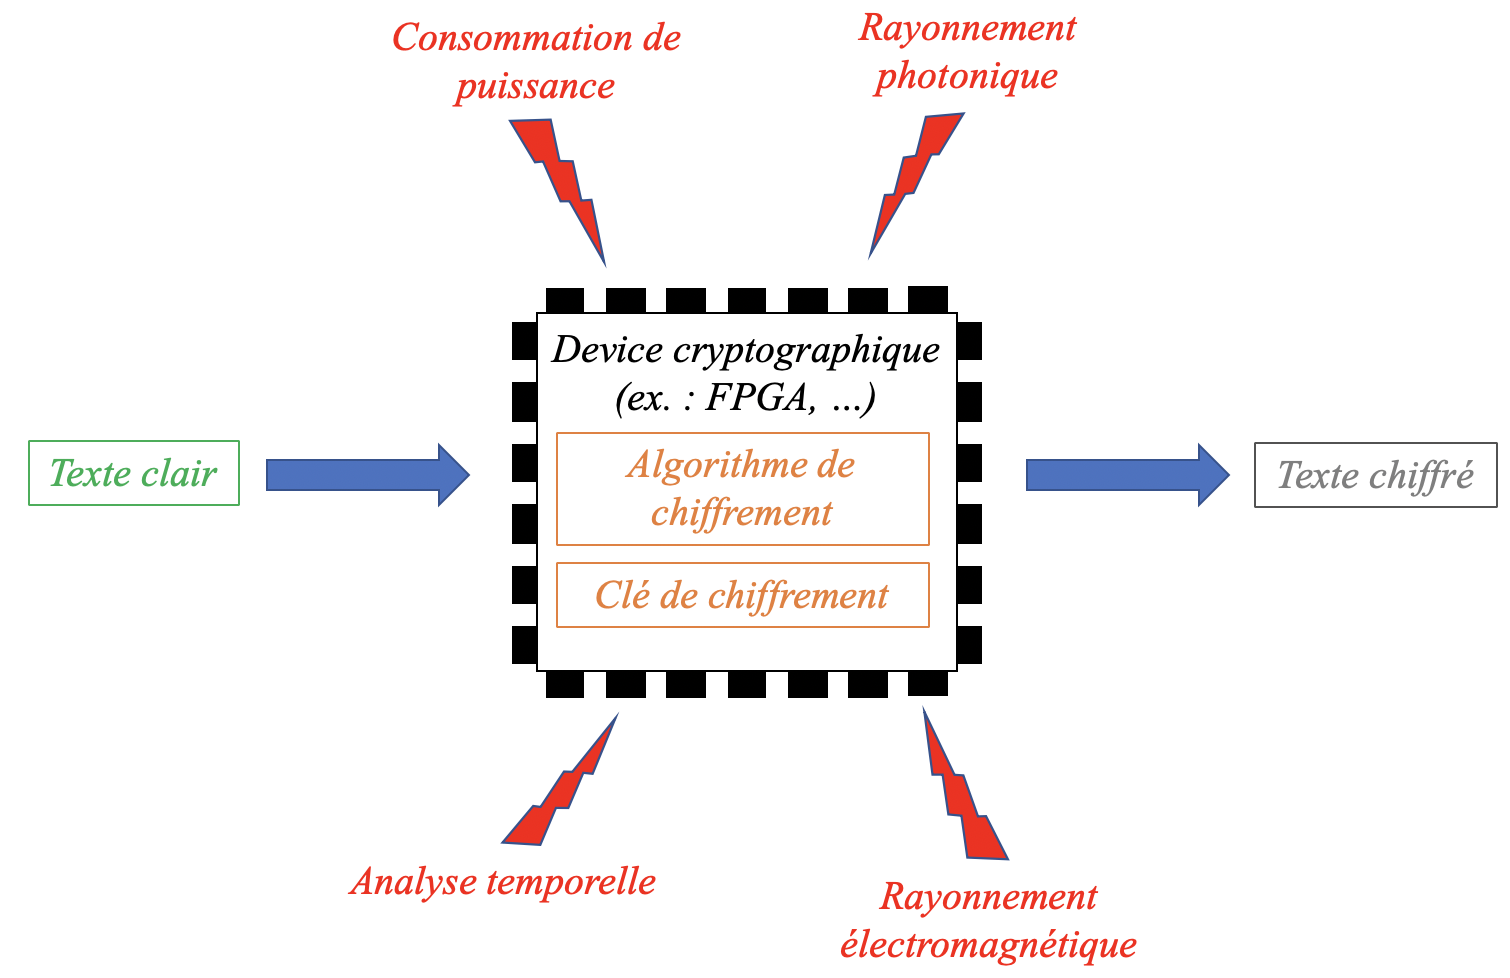 Consommation de
puissance
Rayonnement
photonique
Device cryptographique
(ex. : FPGA, ...)
Texte clair
Algorithme de
chiffrement
Texte chiffré
Clé de chiffrement
Analyse temporelle
Rayonnement
électromagnétique